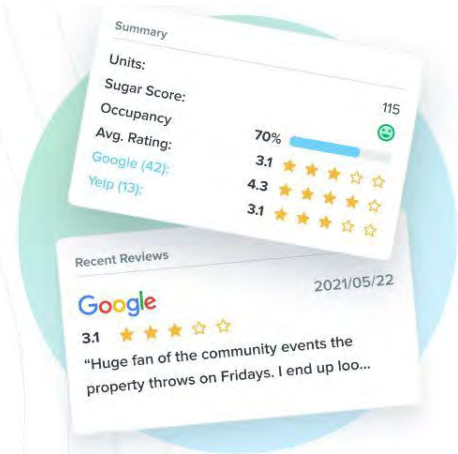 Summary
Units: 115
Sugar Score:
Occupancy 70%
Avg. Rating: 3.1
Google (42): 4.3
Yelp (13): 3.1
Recent Reviews
Google 2021/05/22
3.1
“Huge fan of the community events the
property throws on Fridays. I end up loo...